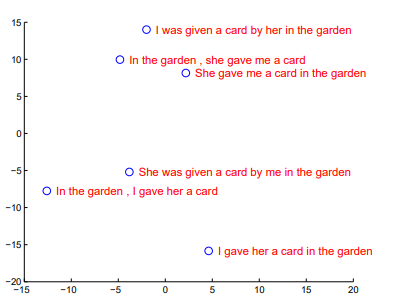 15
I was given a card by her in the garden
10
In the garden , she gave me a card
She gave me a card in the garden
5
0
−5
She was given a card by me in the garden
In the garden , I gave her a card
−10
−15
I gave her a card in the garden
−20
−15 −10 −5 0 5 10 15 20